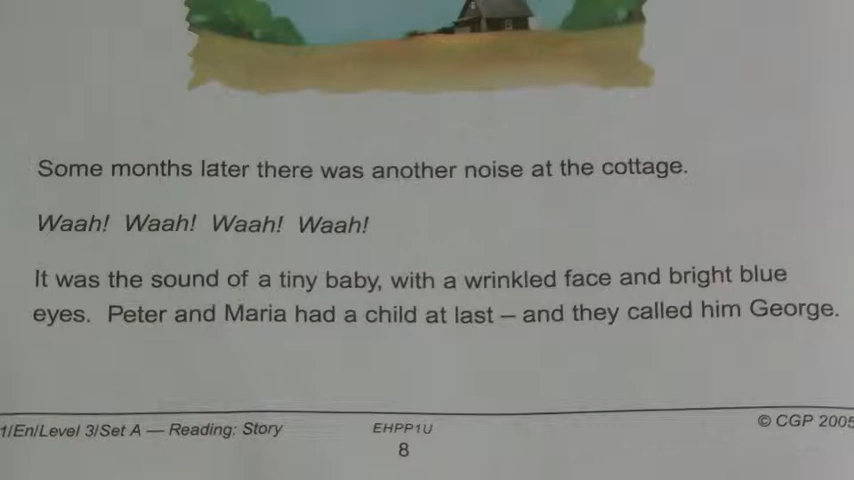 Some months later there was another noise at the cottage.
Waah! Waah! Waah! Waah!
It was the sound of a tiny baby, with a wrinkled face and bright blue
eyes. Peter and Maria had a child at last – and they called him George.
1/En/Level 3/Set A — Reading: Story
EHPP1U
© CGP 2005
8